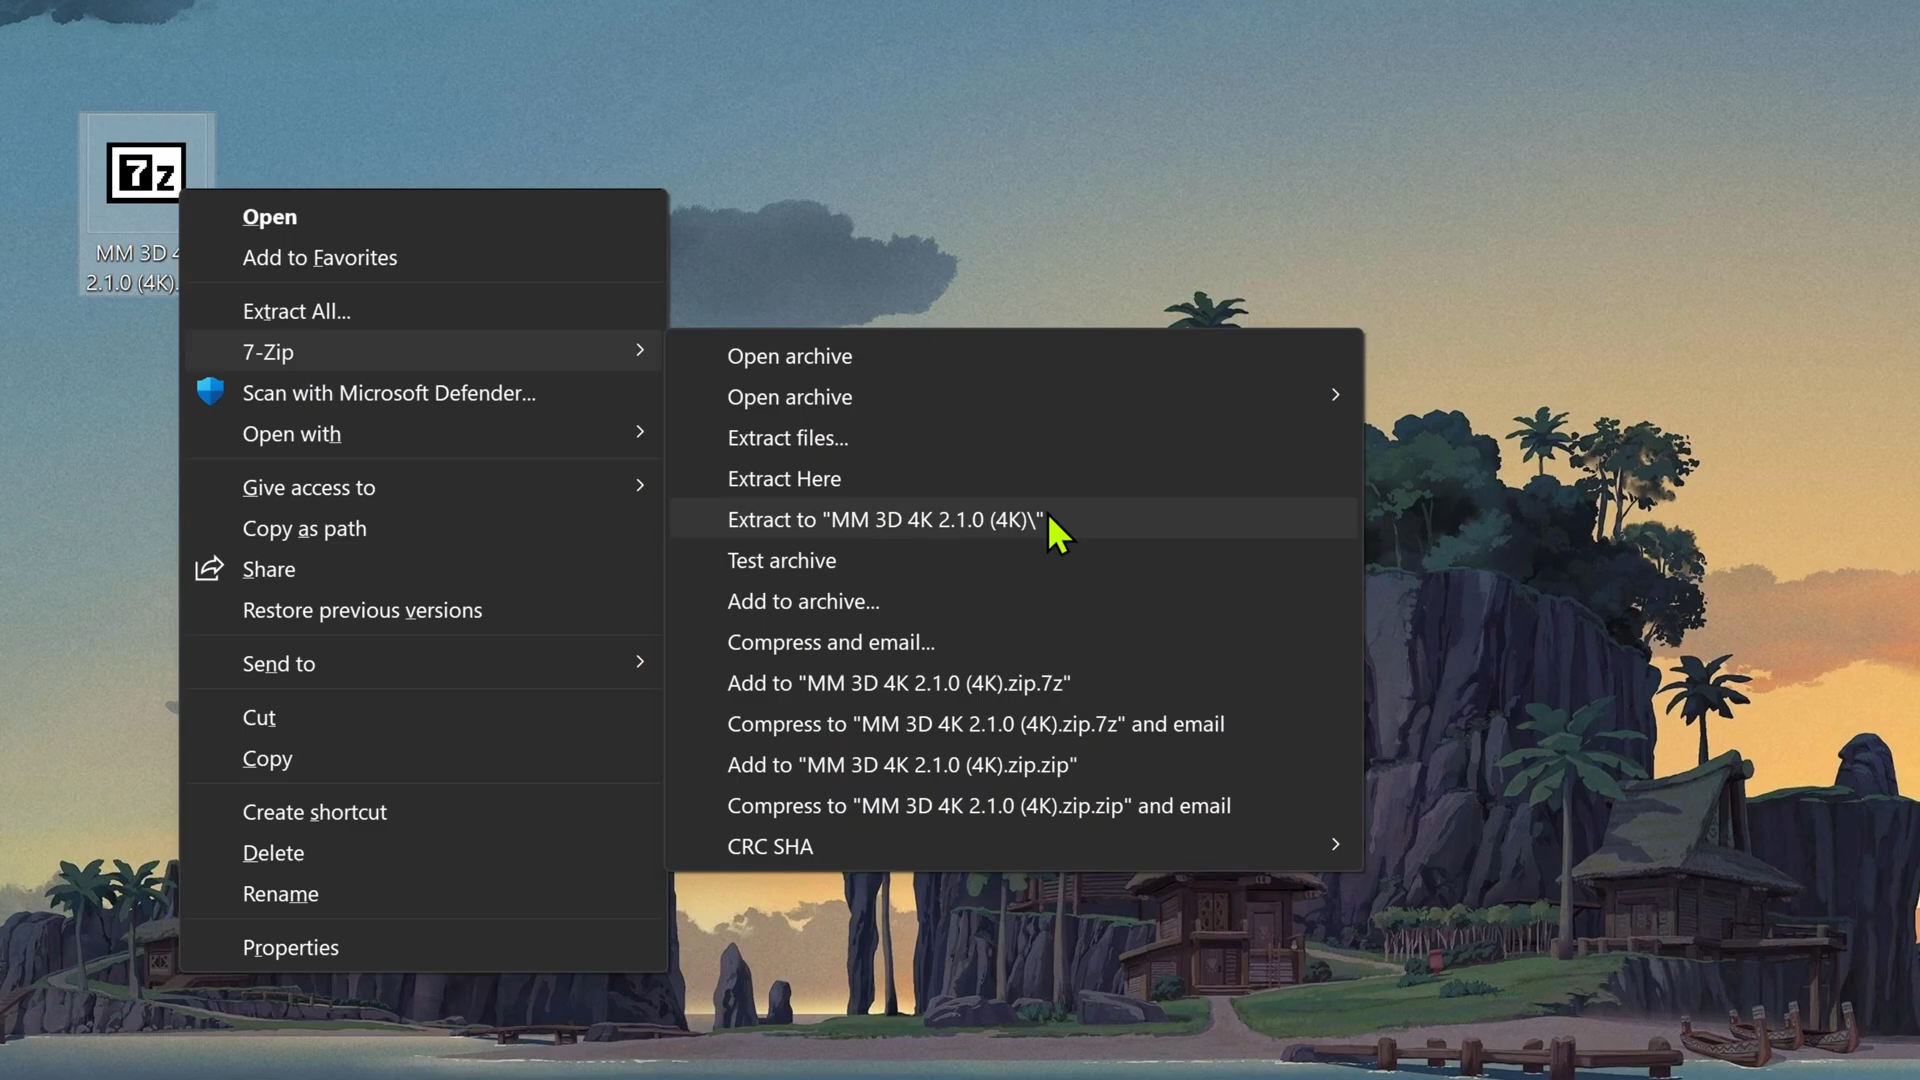 7z
MM 3D 4
2.1.0 (4K).
Open
Add to Favorites
Extract All...
7-Zip
Scan with Microsoft Defender...
Open with
Give access to
Copy as path
Share
Restore previous versions
Send to
Cut
Copy
Create shortcut
Delete
Rename
Properties
Open archive
Open archive
Extract files...
Extract Here
Extract to "MM 3D 4K 2.1.0 (4K)\"
Test archive
Add to archive...
Compress and email...
Add to "MM 3D 4K 2.1.0 (4K).zip.7z"
Compress to "MM 3D 4K 2.1.0 (4K).zip.7z" and email
Add to "MM 3D 4K 2.1.0 (4K).zip.zip"
Compress to "MM 3D 4K 2.1.0 (4K).zip.zip" and email
CRC SHA